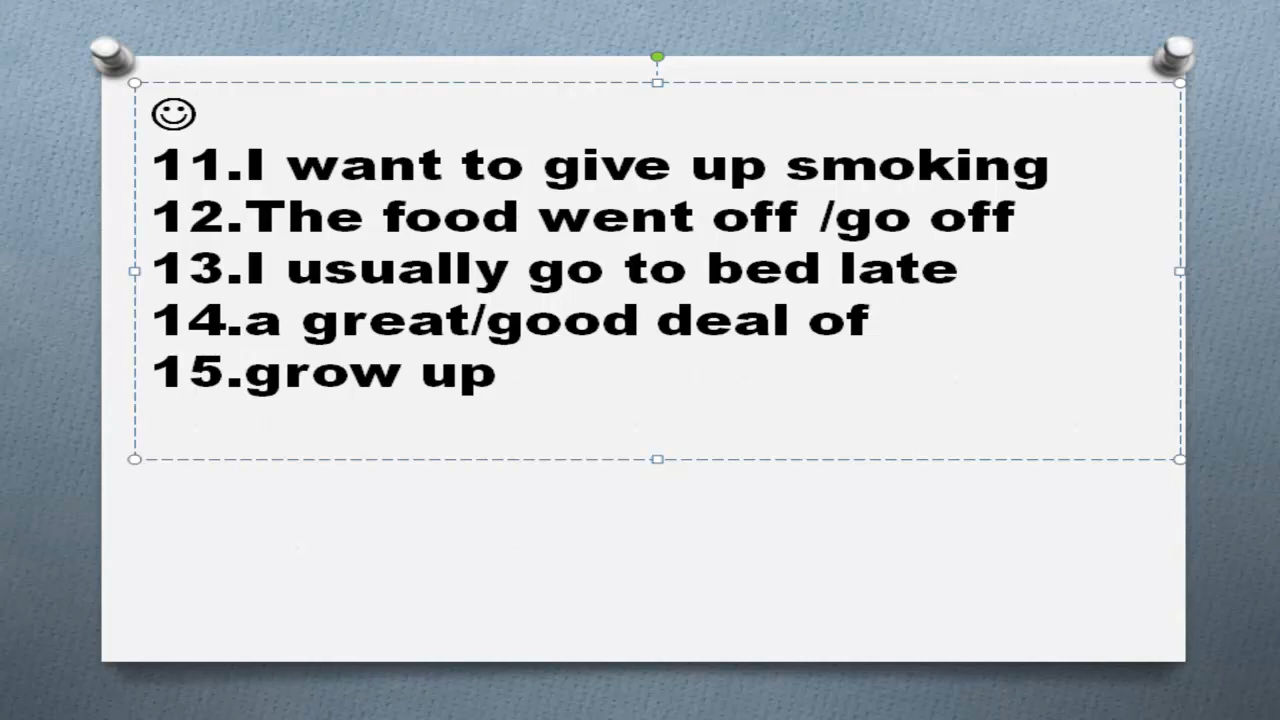 ☺
11.I want to give up smoking
12.The food went off /go off
13.I usually go to bed late
14.a great/good deal of
15.grow up